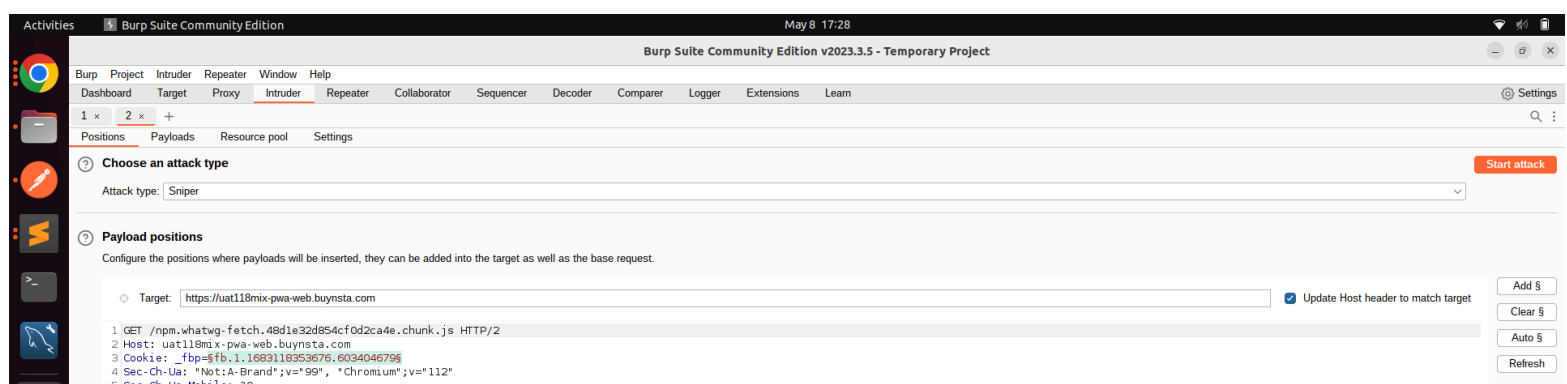 Activities Burp Suite Community Edition May 8 17:28
Burp Suite Community Edition v2023.3.5 - Temporary Project
Burp Project Intruder Repeater Window Help
Dashboard Target Proxy Intruder Repeater Collaborator Sequencer Decoder Comparer Logger Extensions Learn Settings
1 × 2 × +
Positions Payloads Resource pool Settings
? Choose an attack type Start attack
Attack type: Sniper
? Payload positions
Configure the positions where payloads will be inserted, they can be added into the target as well as the base request.
Add §
Target: https://uat118mix-pwa-web.buynsta.com Update Host header to match target
Clear §
1 GET /npm.whatwg-fetch.48d1e32d854cf0d2ca4e.chunk.js HTTP/2
2 Host: uat118mix-pwa-web.buynsta.com
Auto §
3 Cookie: _fbp=§fb.1.1683118353676.603404679§
Refresh
4 Sec-Ch-Ua: "Not:A-Brand";v="99", "Chromium";v="112"